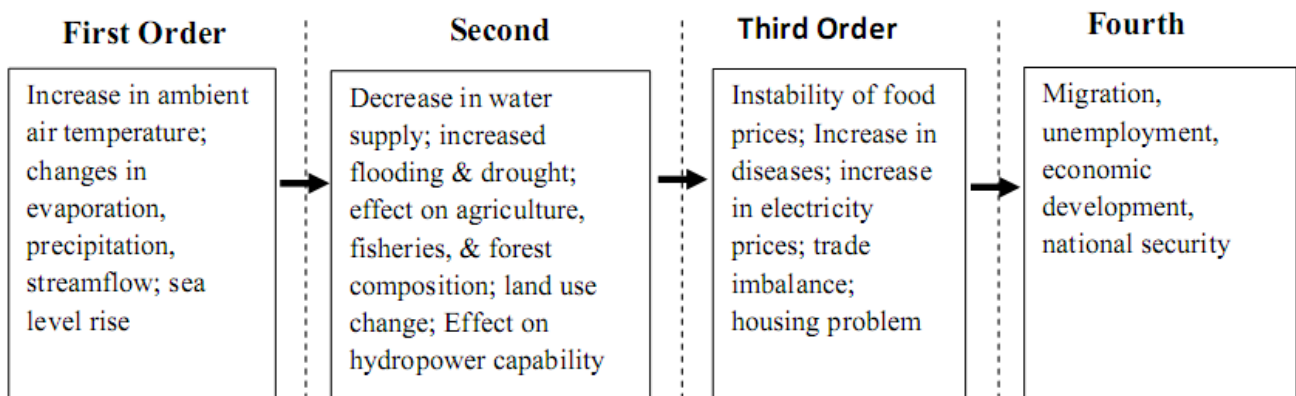 First Order
Increase in ambient
air temperature;
changes in
evaporation,
precipitation,
streamflow; sea
level rise
Second
Decrease in water
supply; increased
flooding & drought;
effect on agriculture,
fisheries, & forest
composition; land use
change; Effect on
hydropower capability
Third Order
Instability of food
prices; Increase in
diseases; increase
in electricity
prices; trade
imbalance;
housing problem
Fourth
Migration,
unemployment,
economic
development,
national security